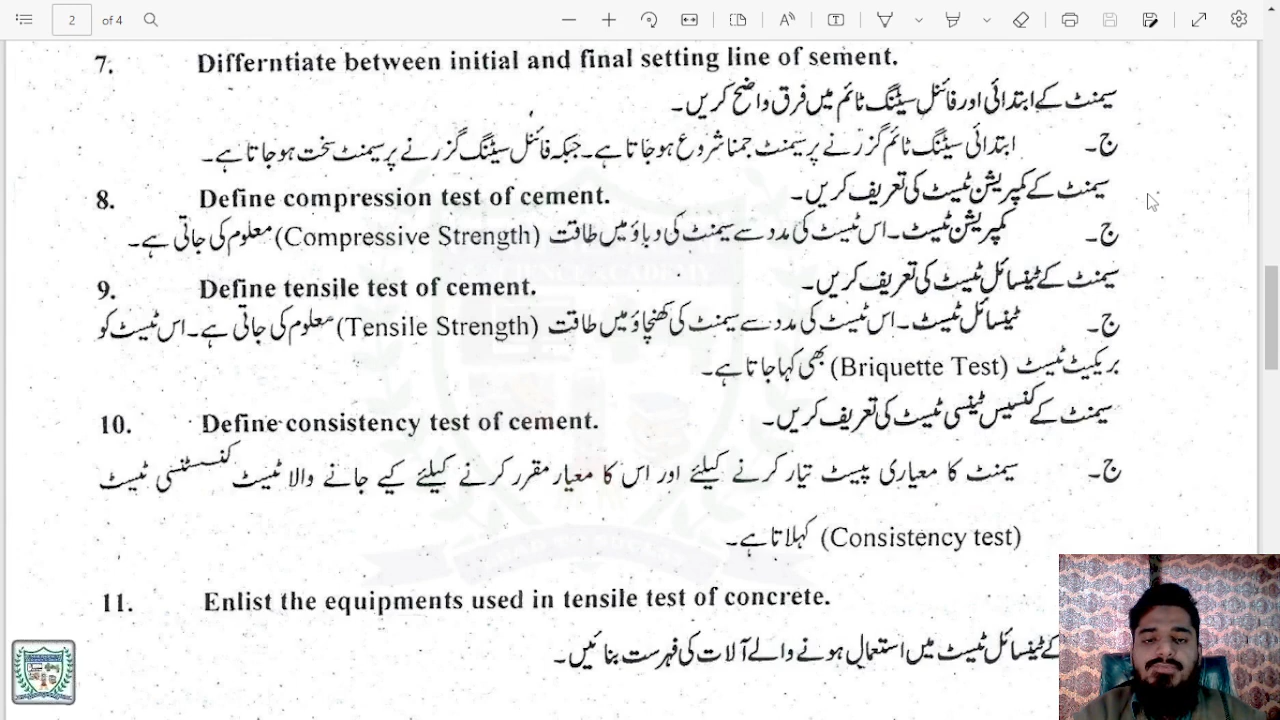 2 of 4
7. Differntiate between initial and final setting line of sement.
سیمنٹ کے ابتدائی اور فائنل سیٹنگ ٹائم میں فرق واضح کریں۔
ج۔ ابتدائی سیٹنگ ٹائم گزرنے پر سیمنٹ جمنا شروع ہو جاتا ہے۔ جبکہ فائنل سیٹنگ گزرنے پر سیمنٹ سخت ہو جاتا ہے۔
8. Define compression test of cement. سیمنٹ کے کمپریشن ٹیسٹ کی تعریف کریں۔
ج۔ کمپریشن ٹیسٹ۔ اس ٹیسٹ کی مدد سے سیمنٹ کی دباؤ میں طاقت (Compressive Strength) معلوم کی جاتی ہے۔
9. Define tensile test of cement. سیمنٹ کے ٹینسائل ٹیسٹ کی تعریف کریں۔
ج۔ ٹینسائل ٹیسٹ۔ اس ٹیسٹ کی مدد سے سیمنٹ کی کھنچاؤ میں طاقت (Tensile Strength) معلوم کی جاتی ہے۔ اس ٹیسٹ کو
بریکیٹ ٹیسٹ (Briquette Test) بھی کہا جاتا ہے۔
10. Define consistency test of cement. سیمنٹ کے کنسیس ٹینسی ٹیسٹ کی تعریف کریں۔
ج۔ سیمنٹ کا معیاری پیسٹ تیار کرنے کیلئے اور اس کا معیار مقرر کرنے کیلئے کیے جانے والا ٹیسٹ کنسسٹنسی ٹیسٹ
(Consistency test) کہلاتا ہے۔
11. Enlist the equipments used in tensile test of concrete.
کے ٹینسائل ٹیسٹ میں استعمال ہونے والے آلات کی فہرست بنائیں۔